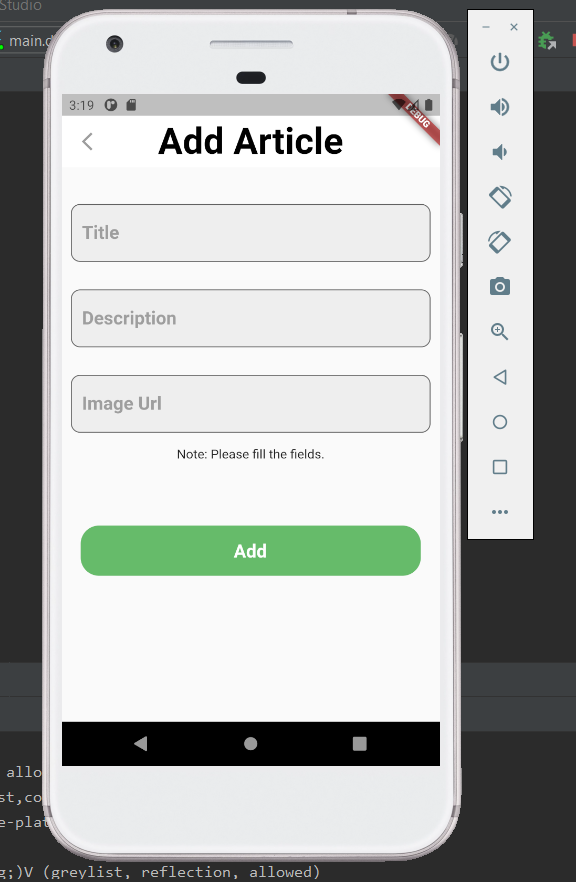 Studio
main.d
3:19
DEBUG
Add Article
Title
Description
Image Url
Note: Please fill the fields.
Add
allo
st,co
e-plat
g;)V (greylist, reflection, allowed)